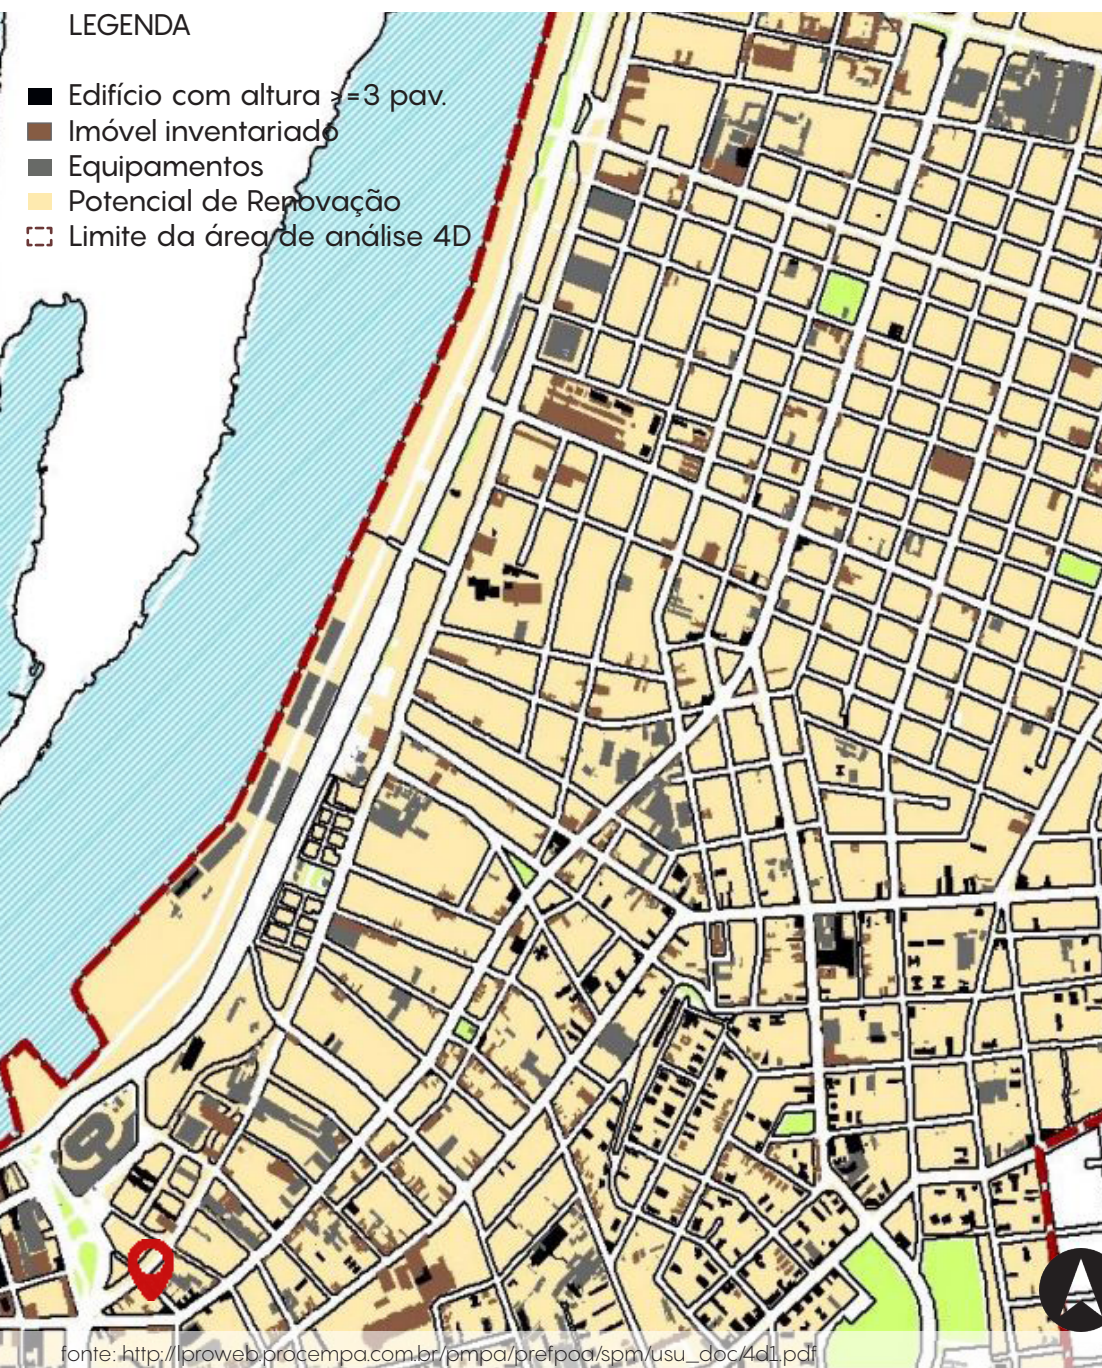 LEGENDA
Edifício com altura >=3 pav.
Imóvel inventariado
Equipamentos
Potencial de Renovação
Limite da área de análise 4D
fonte: http://lproweb.procempa.com.br/pmpa/prefpoa/spm/usu_doc/4d1.pdf